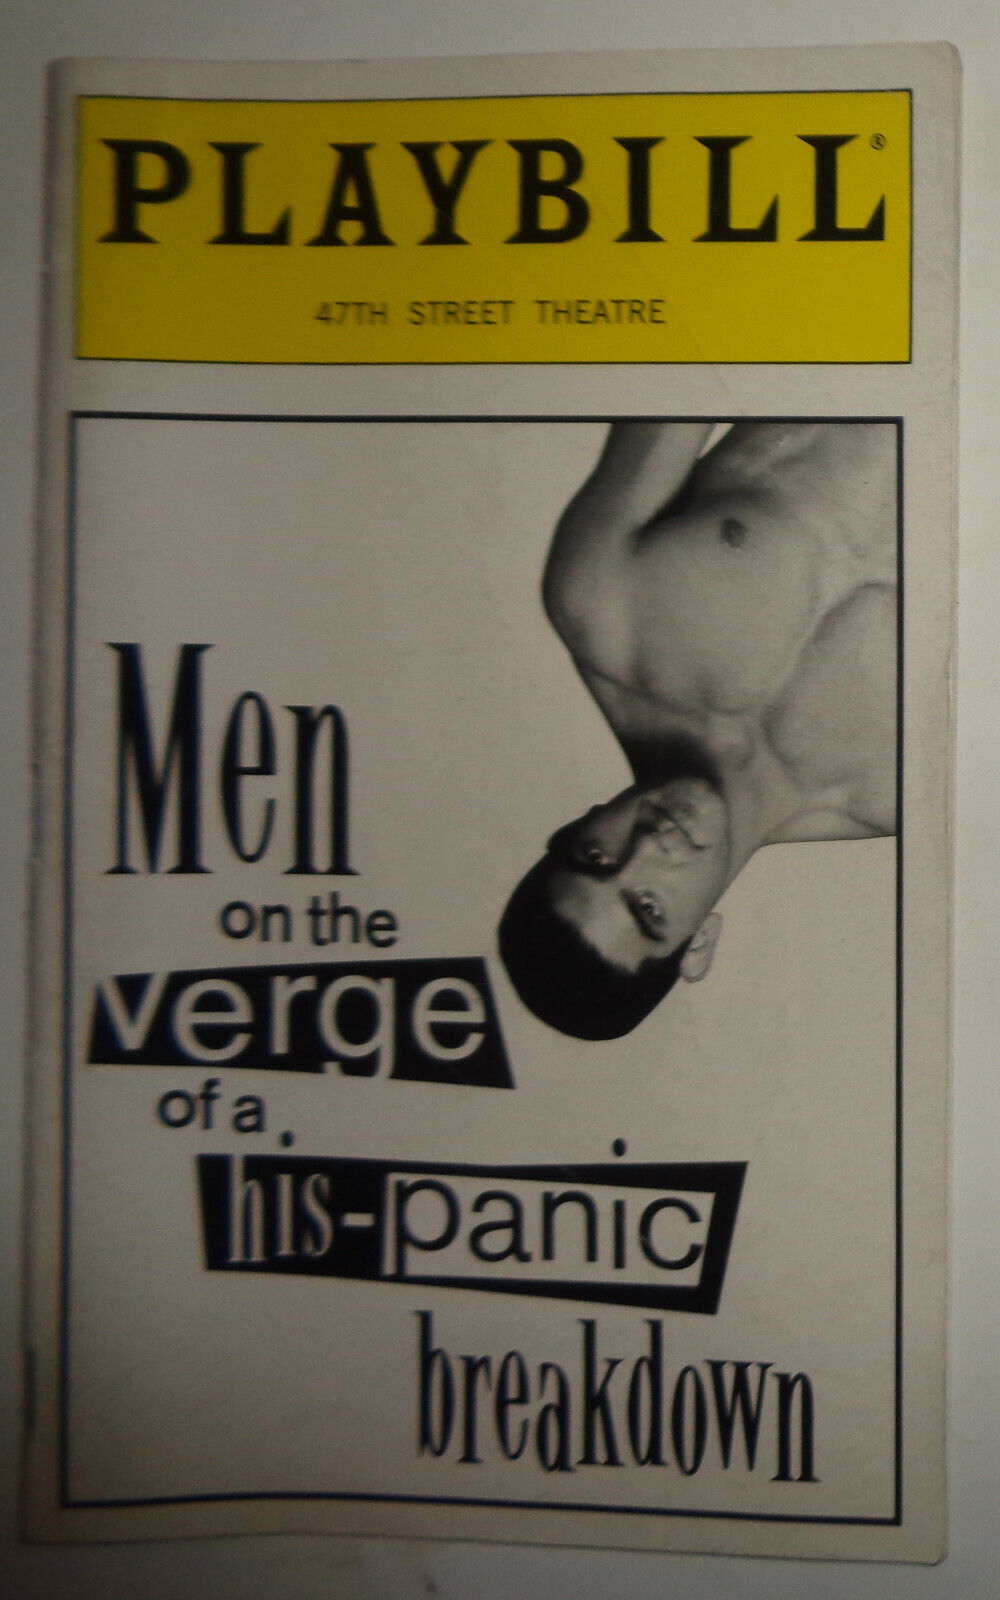 PLAYBILL®
47TH STREET THEATRE
Men
on the
verge
of a
his-panic
breakdown